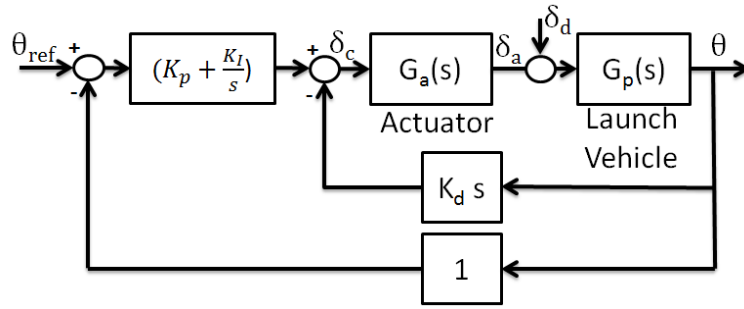 θref + - (Kp + KI/s) + - δc Ga(s) δa δd Gp(s) θ
Actuator
Launch
Vehicle
Kd s
1